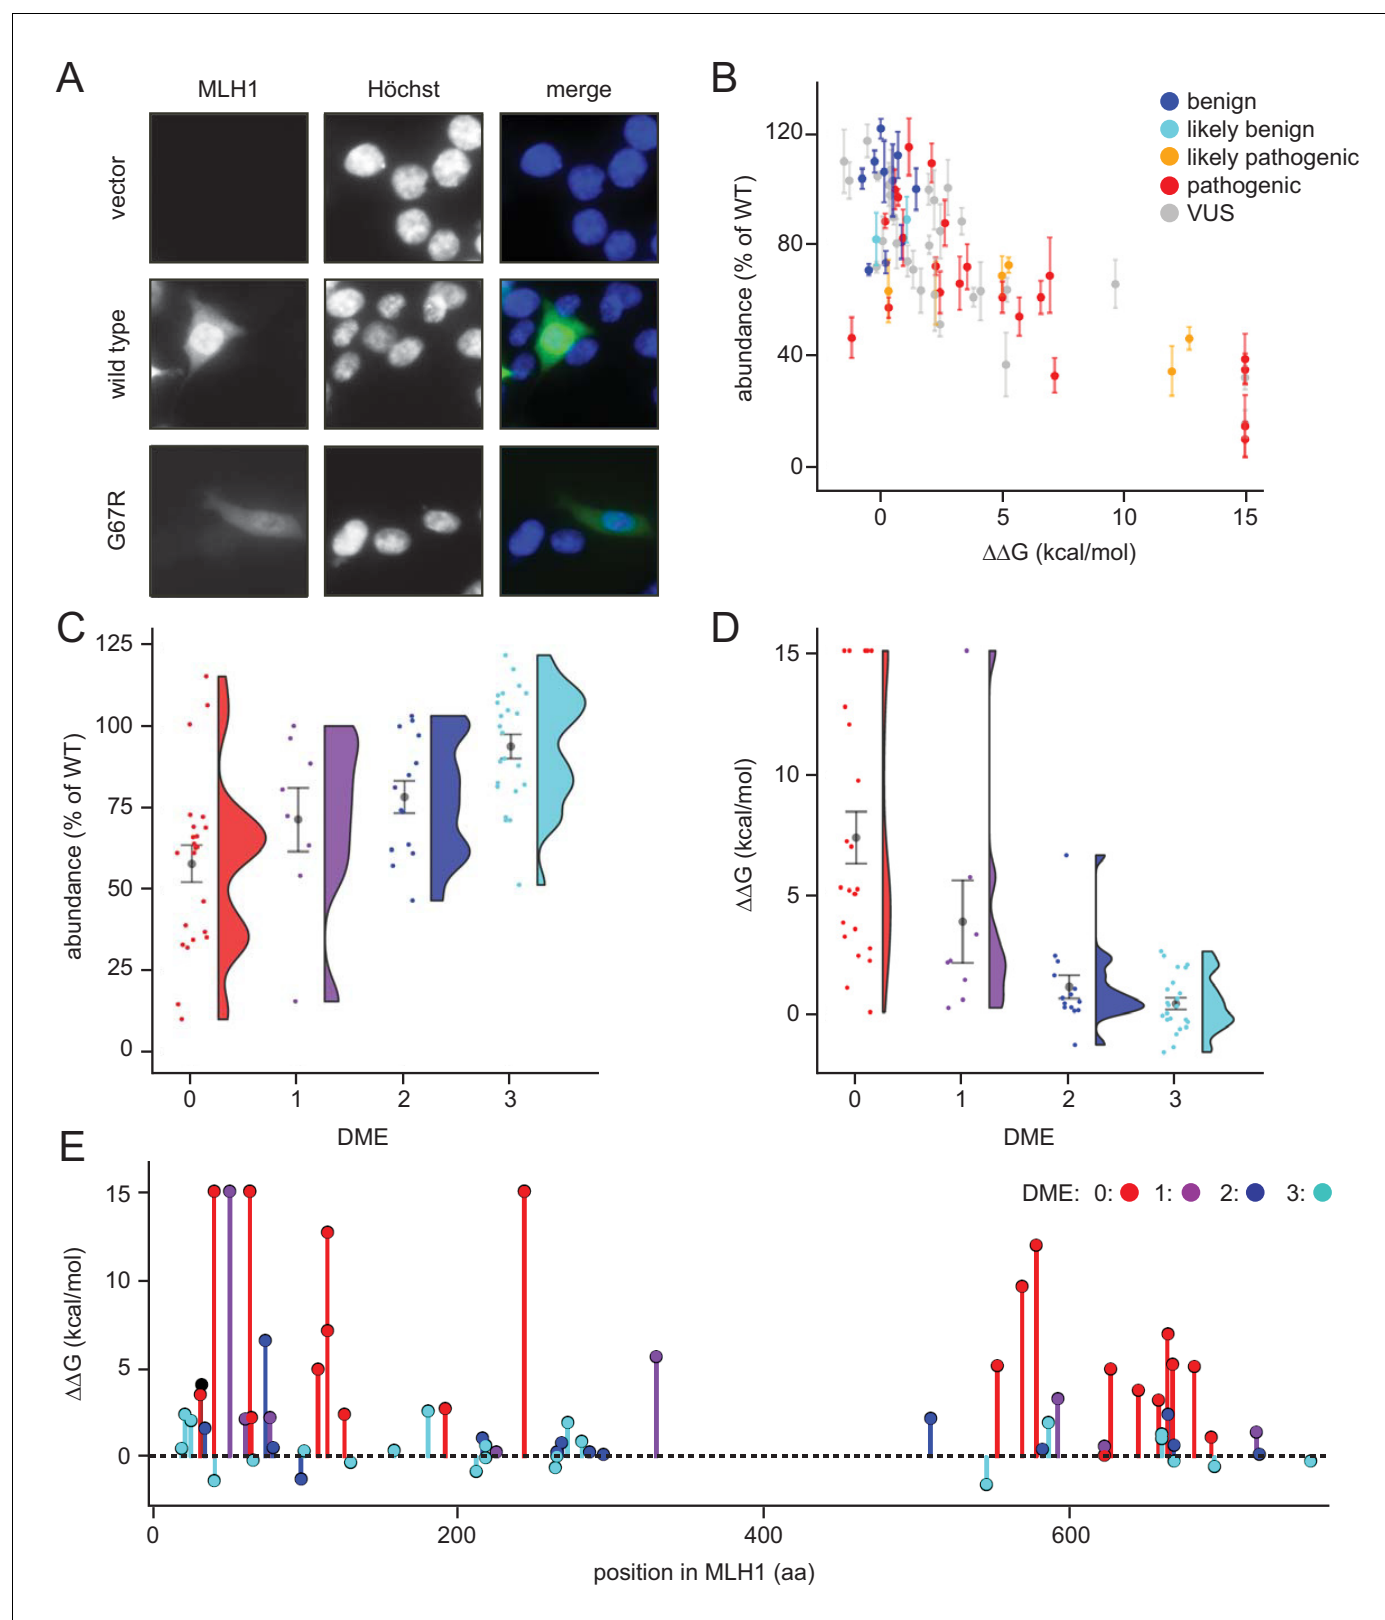 A
MLH1 Höchst merge
vector
wild type
G67R
B
benign
likely benign
likely pathogenic
pathogenic
VUS
120
80
40
0
abundance (% of WT)
0 5 10 15
ΔΔG (kcal/mol)
C
125
100
75
50
25
0
abundance (% of WT)
0 1 2 3
DME
D
15
10
5
0
ΔΔG (kcal/mol)
0 1 2 3
DME
E
DME: 0: 1: 2: 3:
15
10
5
0
ΔΔG (kcal/mol)
0 200 400 600
position in MLH1 (aa)